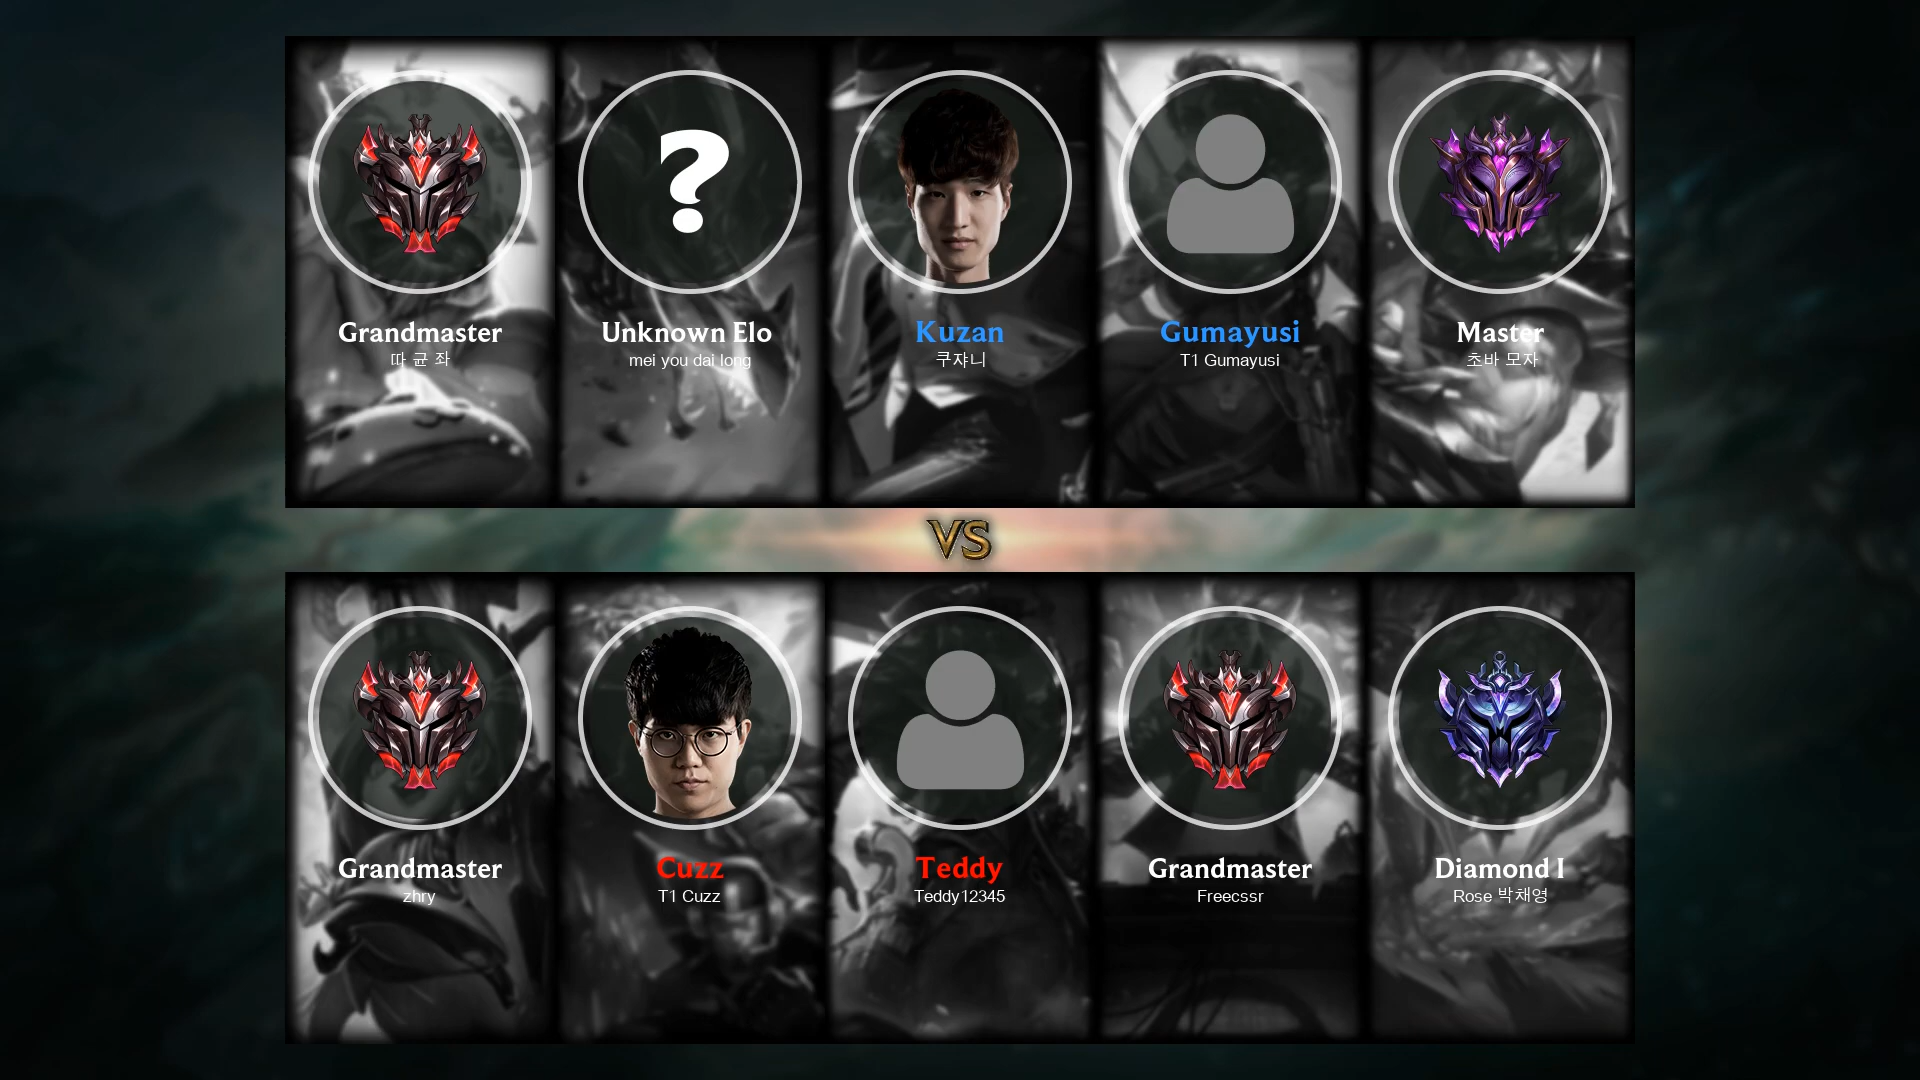 Grandmaster
따 균 좌
Unknown Elo
mei you dai long
Kuzan
쿠쟈니
Gumayusi
T1 Gumayusi
Master
초바 모자
VS
Grandmaster
zhry
Cuzz
T1 Cuzz
Teddy
Teddy12345
Grandmaster
Freecssr
Diamond I
Rose 박채영